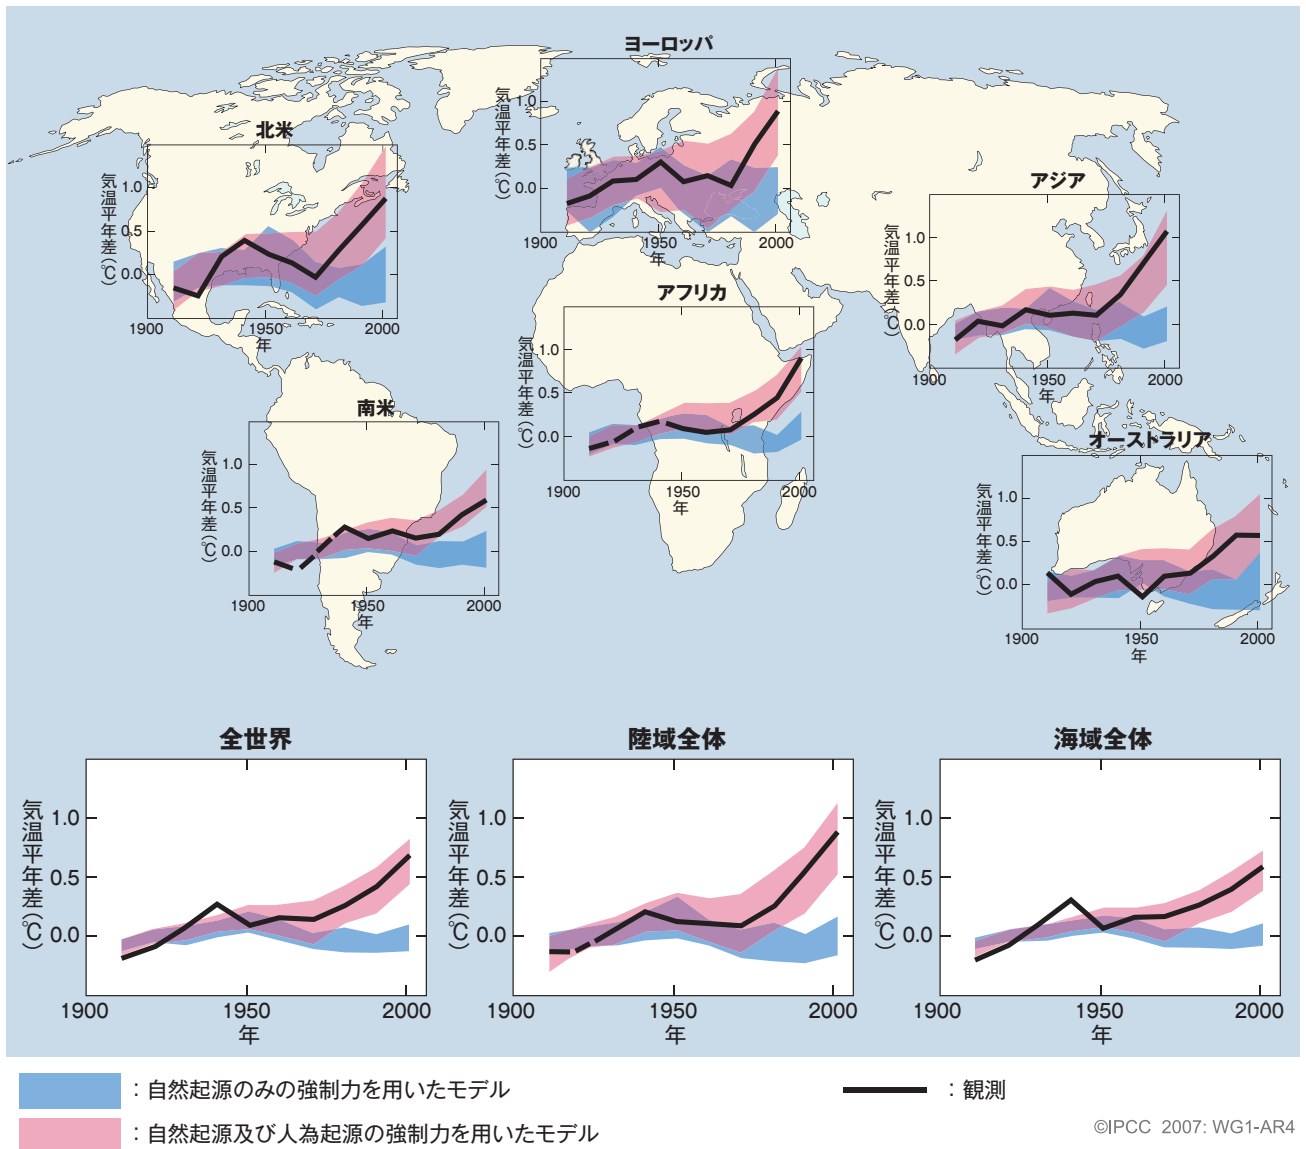 ヨーロッパ
気温平年差(℃)
1.0
0.5
0.0
1900
1950
2000
年
北米
気温平年差(℃)
1.0
0.5
0.0
1900
1950
2000
年
アジア
気温平年差(℃)
1.0
0.5
0.0
1900
1950
2000
年
アフリカ
気温平年差(℃)
1.0
0.5
0.0
1900
1950
2000
年
南米
気温平年差(℃)
1.0
0.5
0.0
1900
1950
2000
年
オーストラリア
気温平年差(℃)
1.0
0.5
0.0
1900
1950
2000
年
全世界
気温平年差(℃)
1.0
0.5
0.0
1900
1950
2000
年
陸域全体
気温平年差(℃)
1.0
0.5
0.0
1900
1950
2000
年
海域全体
気温平年差(℃)
1.0
0.5
0.0
1900
1950
2000
年
：自然起源のみの強制力を用いたモデル
：観測
：自然起源及び人為起源の強制力を用いたモデル
©IPCC 2007: WG1-AR4